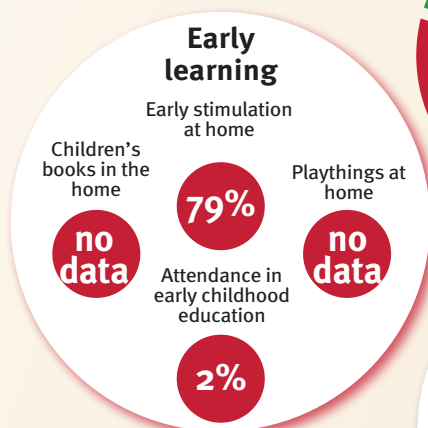 Early
learning
Early stimulation
at home
79%
Children’s
books in the
home
no
data
Playthings at
home
no
data
Attendance in
early childhood
education
2%